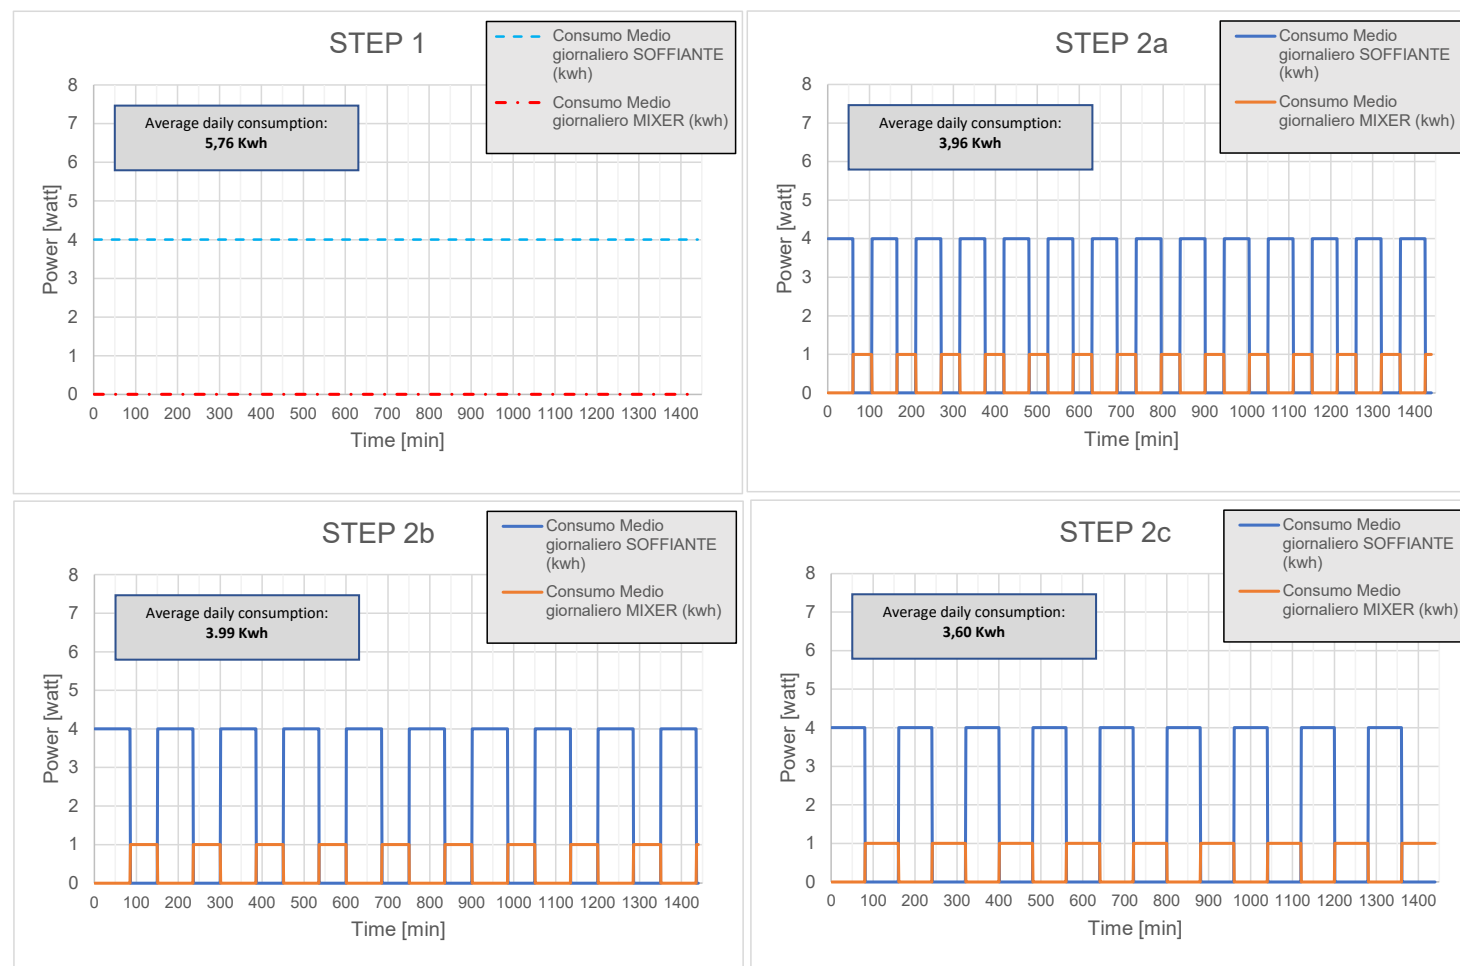 STEP 1
Consumo Medio
giornaliero SOFFIANTE
(kwh)
Consumo Medio
giornaliero MIXER (kwh)
Average daily consumption:
5,76 Kwh
Power [watt]
8
7
6
5
4
3
2
1
0
0 100 200 300 400 500 600 700 800 900 1000 1100 1200 1300 1400
Time [min]
STEP 2a
Consumo Medio
giornaliero SOFFIANTE
(kwh)
Consumo Medio
giornaliero MIXER (kwh)
Average daily consumption:
3,96 Kwh
Power [watt]
8
7
6
5
4
3
2
1
0
0 100 200 300 400 500 600 700 800 900 1000 1100 1200 1300 1400
Time [min]
STEP 2b
Consumo Medio
giornaliero SOFFIANTE
(kwh)
Consumo Medio
giornaliero MIXER (kwh)
Average daily consumption:
3.99 Kwh
Power [watt]
8
7
6
5
4
3
2
1
0
0 100 200 300 400 500 600 700 800 900 1000 1100 1200 1300 1400
Time [min]
STEP 2c
Consumo Medio
giornaliero SOFFIANTE
(kwh)
Consumo Medio
giornaliero MIXER (kwh)
Average daily consumption:
3,60 Kwh
Power [watt]
8
7
6
5
4
3
2
1
0
0 100 200 300 400 500 600 700 800 900 1000 1100 1200 1300 1400
Time [min]